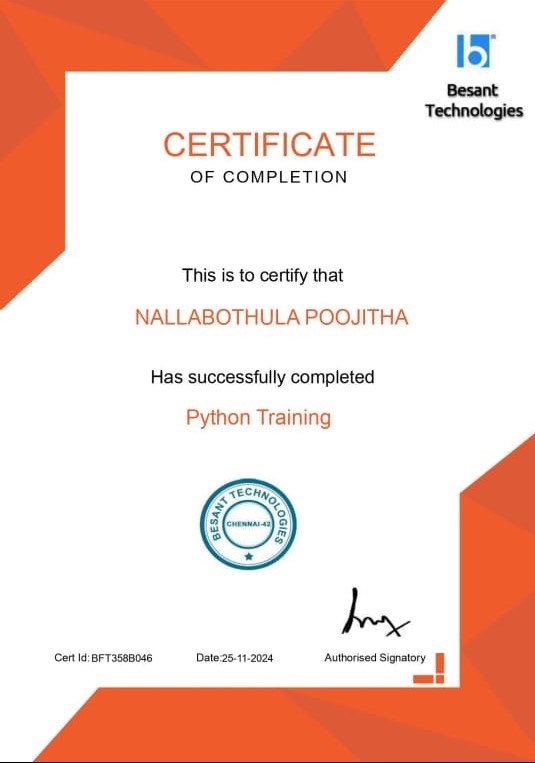 Besant
Technologies
CERTIFICATE
OF COMPLETION
This is to certify that
NALLABOTHULA POOJITHA
Has successfully completed
Python Training
BESANT TECHNOLOGIES
CHENNAI-42
Cert Id: BFT358B046 Date:25-11-2024 Authorised Signatory